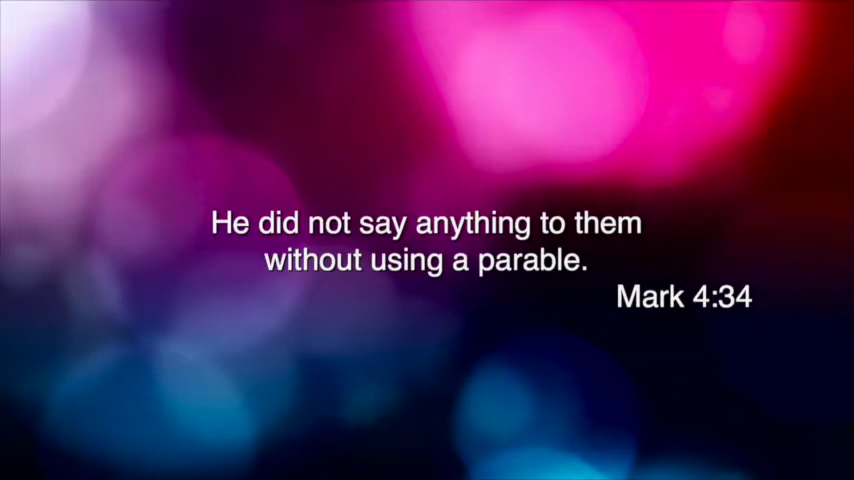 He did not say anything to them
without using a parable.
Mark 4:34